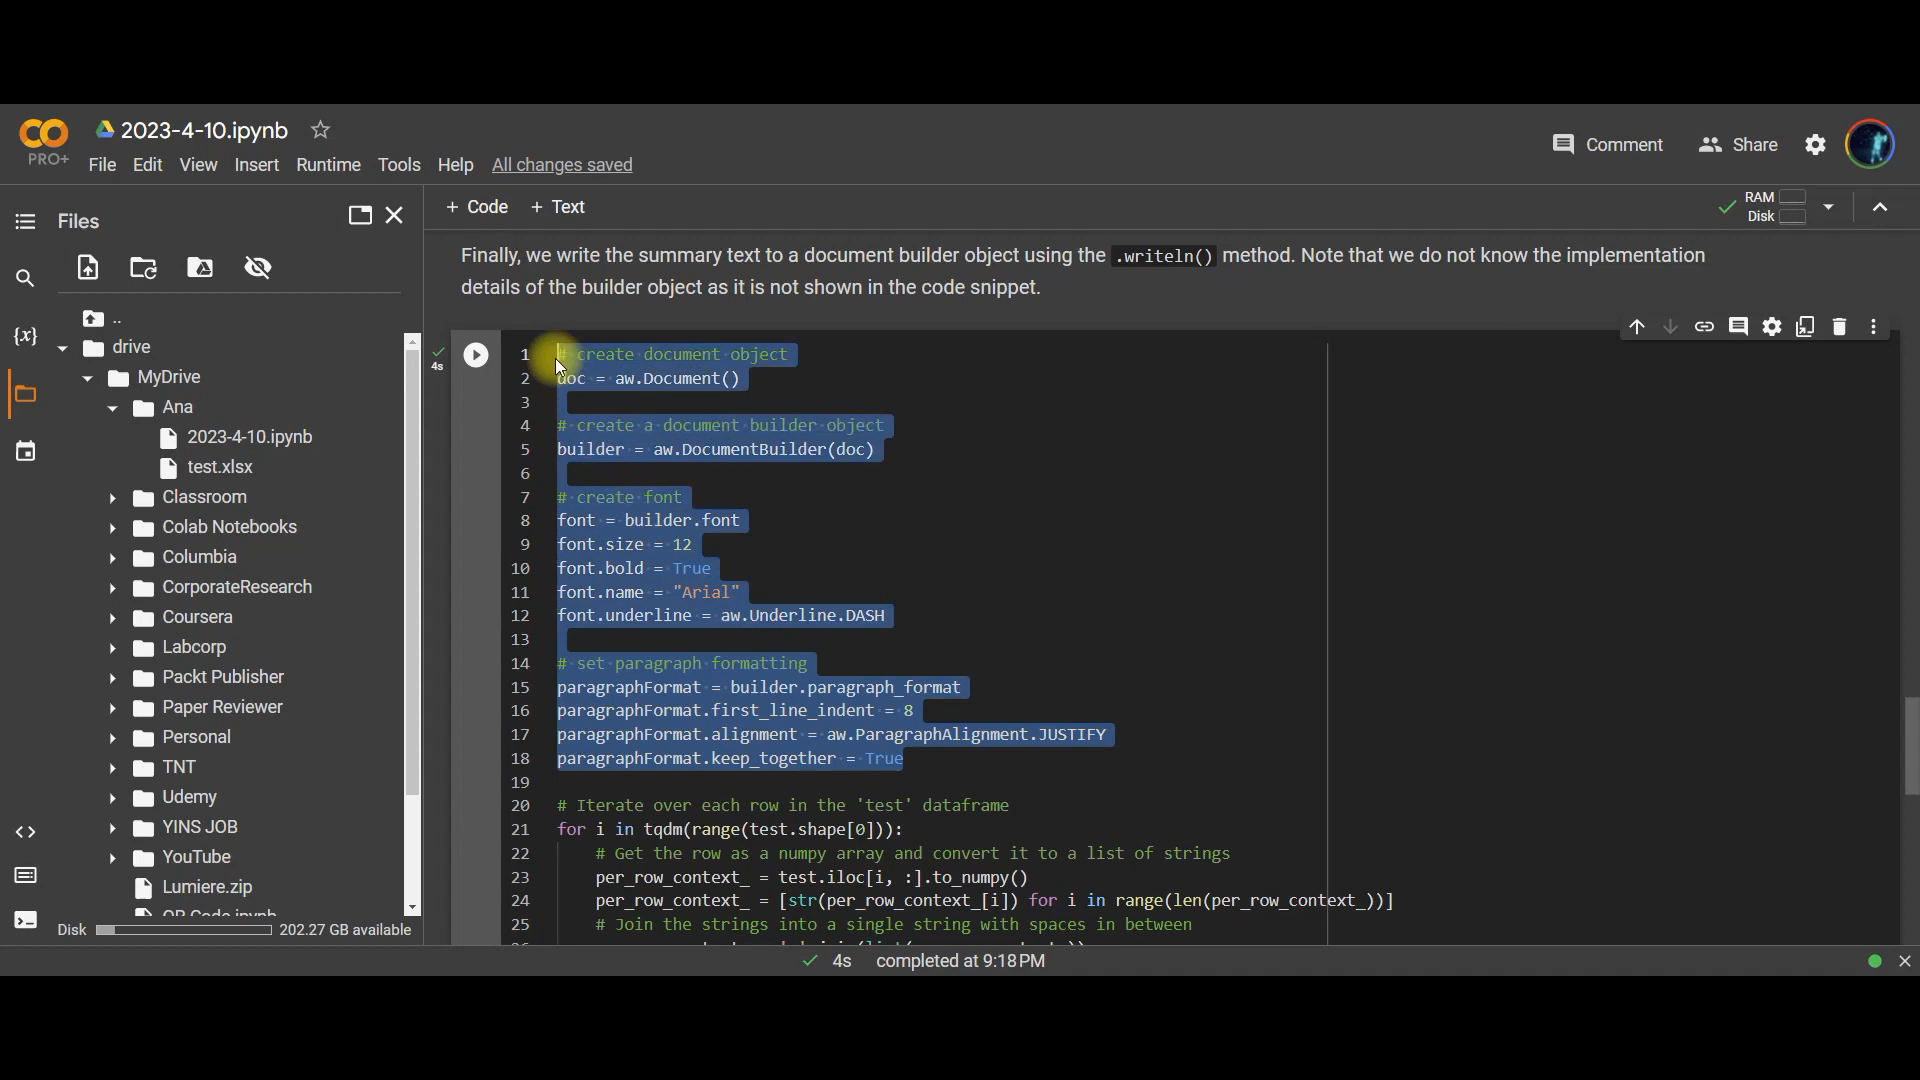 2023-4-10.ipynb
PRO+
File Edit View Insert Runtime Tools Help All changes saved
Comment
Share
Files
+ Code + Text
RAM
Disk
Finally, we write the summary text to a document builder object using the .writeln() method. Note that we do not know the implementation
details of the builder object as it is not shown in the code snippet.
..
drive
MyDrive
Ana
2023-4-10.ipynb
test.xlsx
Classroom
Colab Notebooks
Columbia
CorporateResearch
Coursera
Labcorp
Packt Publisher
Paper Reviewer
Personal
TNT
Udemy
YINS JOB
YouTube
Lumiere.zip
QR Code.ipynb
Disk 202.27 GB available
{x}
4s
1 # create document object
2 doc = aw.Document()
3
4 # create a document builder object
5 builder = aw.DocumentBuilder(doc)
6
7 # create font
8 font = builder.font
9 font.size = 12
10 font.bold = True
11 font.name = "Arial"
12 font.underline = aw.Underline.DASH
13
14 # set paragraph formatting
15 paragraphFormat = builder.paragraph_format
16 paragraphFormat.first_line_indent = 8
17 paragraphFormat.alignment = aw.ParagraphAlignment.JUSTIFY
18 paragraphFormat.keep_together = True
19
20 # Iterate over each row in the 'test' dataframe
21 for i in tqdm(range(test.shape[0])):
22 # Get the row as a numpy array and convert it to a list of strings
23 per_row_context_ = test.iloc[i, :].to_numpy()
24 per_row_context_ = [str(per_row_context_[i]) for i in range(len(per_row_context_))]
25 # Join the strings into a single string with spaces in between
4s completed at 9:18 PM